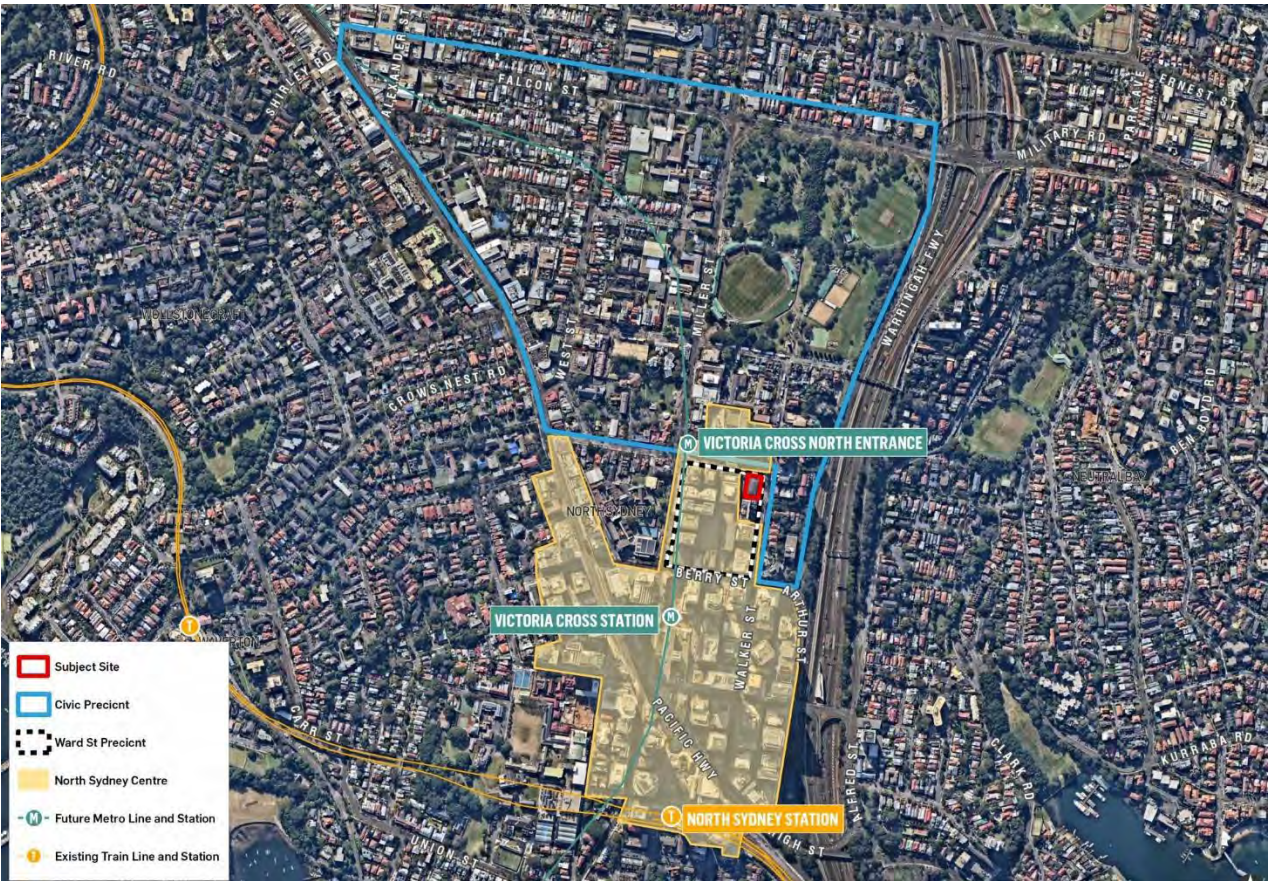 RIVER RD
SHIRLEY RD
ALEXANDER ST
FALCON ST
ERNEST ST
PARK AVE
MILITARY RD
WARRINGAH FWY
MILLER ST
WEST ST
CROWS NEST RD
BEN BOYD RD
VICTORIA CROSS NORTH ENTRANCE
NEUTRAL BAY
NORTH SYDNEY
BERRY ST
ARTHUR ST
VICTORIA CROSS STATION
WALKER ST
PACIFIC HWY
CARR ST
CLARK RD
KURRABA RD
ALFRED ST
NORTH SYDNEY STATION
HIGH ST
UNION ST
M
M
T
T
Subject Site
Civic Precicnt
Ward St Precicnt
North Sydney Centre
M
Future Metro Line and Station
T
Existing Train Line and Station